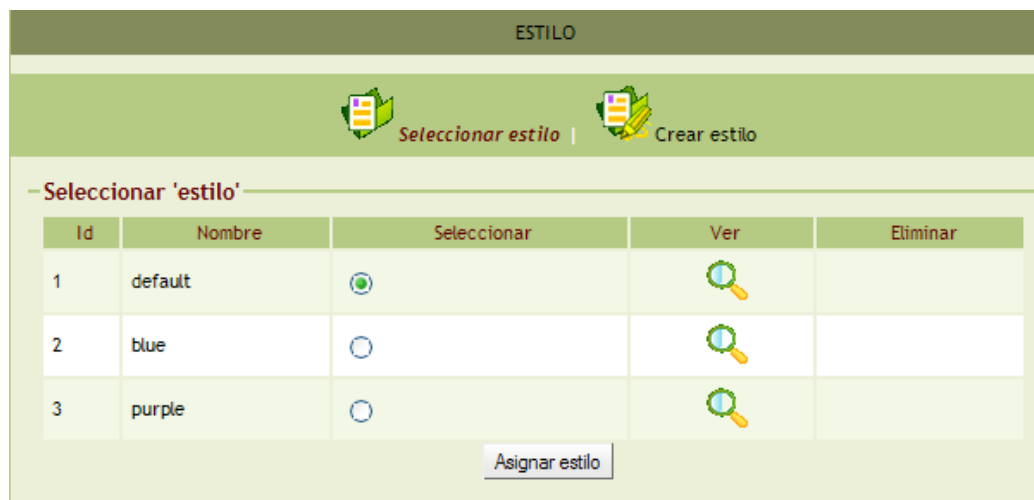 ESTILO
Seleccionar estilo | Crear estilo
Seleccionar 'estilo'
Id Nombre Seleccionar Ver Eliminar
1 default
2 blue
3 purple
Asignar estilo